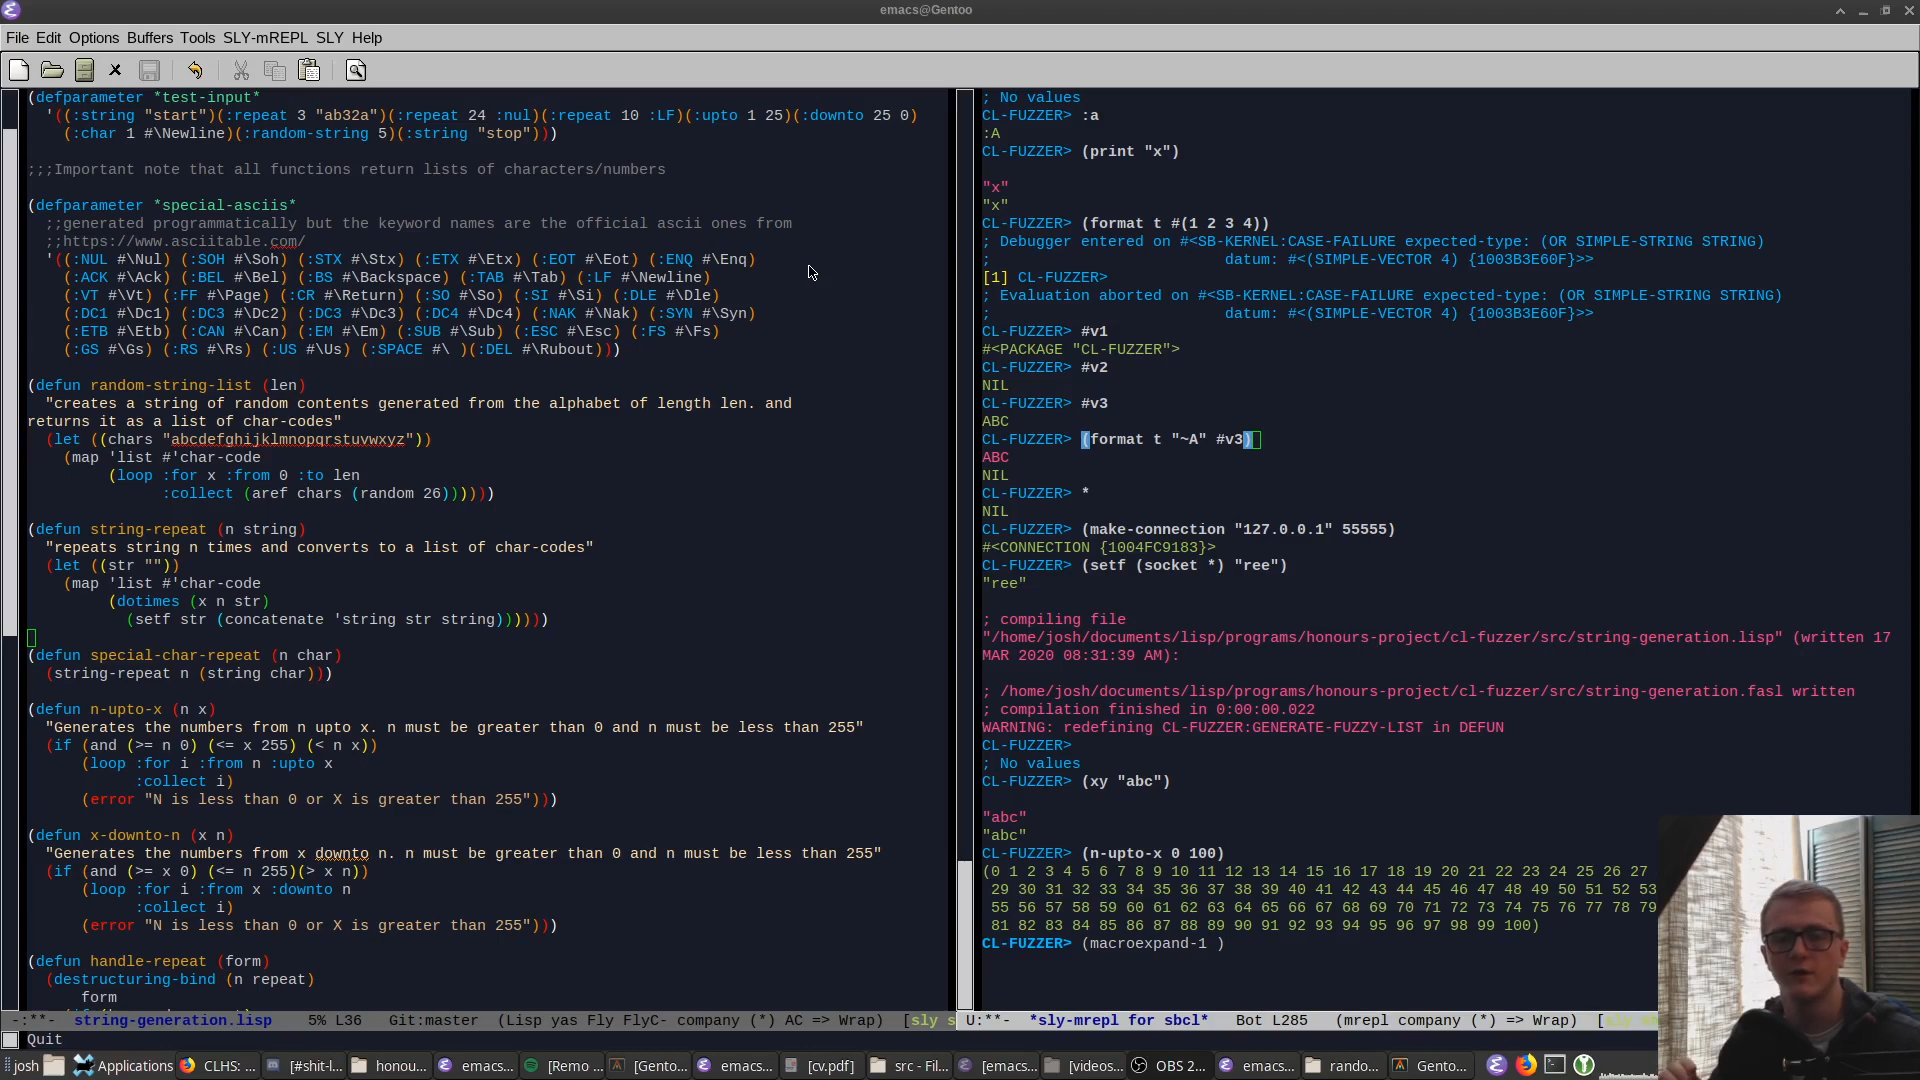 emacs@Gentoo
File Edit Options Buffers Tools SLY-mREPL SLY Help
(defparameter *test-input*
'((:string "start")(:repeat 3 "ab32a")(:repeat 24 :nul)(:repeat 10 :LF)(:upto 1 25)(:downto 25 0)
(:char 1 #\Newline)(:random-string 5)(:string "stop")))
;;;Important note that all functions return lists of characters/numbers
(defparameter *special-asciis*
;;generated programmatically but the keyword names are the official ascii ones from
;;https://www.asciitable.com/
'((:NUL #\Nul) (:SOH #\Soh) (:STX #\Stx) (:ETX #\Etx) (:EOT #\Eot) (:ENQ #\Enq)
(:ACK #\Ack) (:BEL #\Bel) (:BS #\Backspace) (:TAB #\Tab) (:LF #\Newline)
(:VT #\Vt) (:FF #\Page) (:CR #\Return) (:SO #\So) (:SI #\Si) (:DLE #\Dle)
(:DC1 #\Dc1) (:DC3 #\Dc2) (:DC3 #\Dc3) (:DC4 #\Dc4) (:NAK #\Nak) (:SYN #\Syn)
(:ETB #\Etb) (:CAN #\Can) (:EM #\Em) (:SUB #\Sub) (:ESC #\Esc) (:FS #\Fs)
(:GS #\Gs) (:RS #\Rs) (:US #\Us) (:SPACE #\ )(:DEL #\Rubout)))
(defun random-string-list (len)
"creates a string of random contents generated from the alphabet of length len. and
returns it as a list of char-codes"
(let ((chars "abcdefghijklmnopqrstuvwxyz"))
(map 'list #'char-code
(loop :for x :from 0 :to len
:collect (aref chars (random 26))))))
(defun string-repeat (n string)
"repeats string n times and converts to a list of char-codes"
(let ((str ""))
(map 'list #'char-code
(dotimes (x n str)
(setf str (concatenate 'string str string))))))
(defun special-char-repeat (n char)
(string-repeat n (string char)))
(defun n-upto-x (n x)
"Generates the numbers from n upto x. n must be greater than 0 and n must be less than 255"
(if (and (>= n 0) (<= x 255) (< n x))
(loop :for i :from n :upto x
:collect i)
(error "N is less than 0 or X is greater than 255")))
(defun x-downto-n (x n)
"Generates the numbers from x downto n. n must be greater than 0 and n must be less than 255"
(if (and (>= x 0) (<= n 255)(> x n))
(loop :for i :from x :downto n
:collect i)
(error "N is less than 0 or X is greater than 255")))
(defun handle-repeat (form)
(destructuring-bind (n repeat)
form
-:**- string-generation.lisp 5% L36 Git:master (Lisp yas Fly FlyC- company (*) AC => Wrap) [sly s
; No values
CL-FUZZER> :a
:A
CL-FUZZER> (print "x")
"x"
"x"
CL-FUZZER> (format t #(1 2 3 4))
; Debugger entered on #<SB-KERNEL:CASE-FAILURE expected-type: (OR SIMPLE-STRING STRING)
; datum: #<(SIMPLE-VECTOR 4) {1003B3E60F}>>
[1] CL-FUZZER>
; Evaluation aborted on #<SB-KERNEL:CASE-FAILURE expected-type: (OR SIMPLE-STRING STRING)
; datum: #<(SIMPLE-VECTOR 4) {1003B3E60F}>>
CL-FUZZER> #v1
#<PACKAGE "CL-FUZZER">
CL-FUZZER> #v2
NIL
CL-FUZZER> #v3
ABC
CL-FUZZER> (format t "~A" #v3)
ABC
NIL
CL-FUZZER> *
NIL
CL-FUZZER> (make-connection "127.0.0.1" 55555)
#<CONNECTION {1004FC9183}>
CL-FUZZER> (setf (socket *) "ree")
"ree"
; compiling file
"/home/josh/documents/lisp/programs/honours-project/cl-fuzzer/src/string-generation.lisp" (written 17
MAR 2020 08:31:39 AM):
; /home/josh/documents/lisp/programs/honours-project/cl-fuzzer/src/string-generation.fasl written
; compilation finished in 0:00:00.022
WARNING: redefining CL-FUZZER:GENERATE-FUZZY-LIST in DEFUN
CL-FUZZER>
; No values
CL-FUZZER> (xy "abc")
"abc"
"abc"
CL-FUZZER> (n-upto-x 0 100)
(0 1 2 3 4 5 6 7 8 9 10 11 12 13 14 15 16 17 18 19 20 21 22 23 24 25 26 27
29 30 31 32 33 34 35 36 37 38 39 40 41 42 43 44 45 46 47 48 49 50 51 52 53
55 56 57 58 59 60 61 62 63 64 65 66 67 68 69 70 71 72 73 74 75 76 77 78 79
81 82 83 84 85 86 87 88 89 90 91 92 93 94 95 96 97 98 99 100)
CL-FUZZER> (macroexpand-1 )
U:**- *sly-mrepl for sbcl* Bot L285 (mrepl company (*) => Wrap)
Quit
josh Applications CLHS: ... [#shit-l... honou... emacs... [Remo ... [Gento... emacs... [cv.pdf] src - Fil... [emacs... [videos... OBS 2... emacs... rando... Gento...